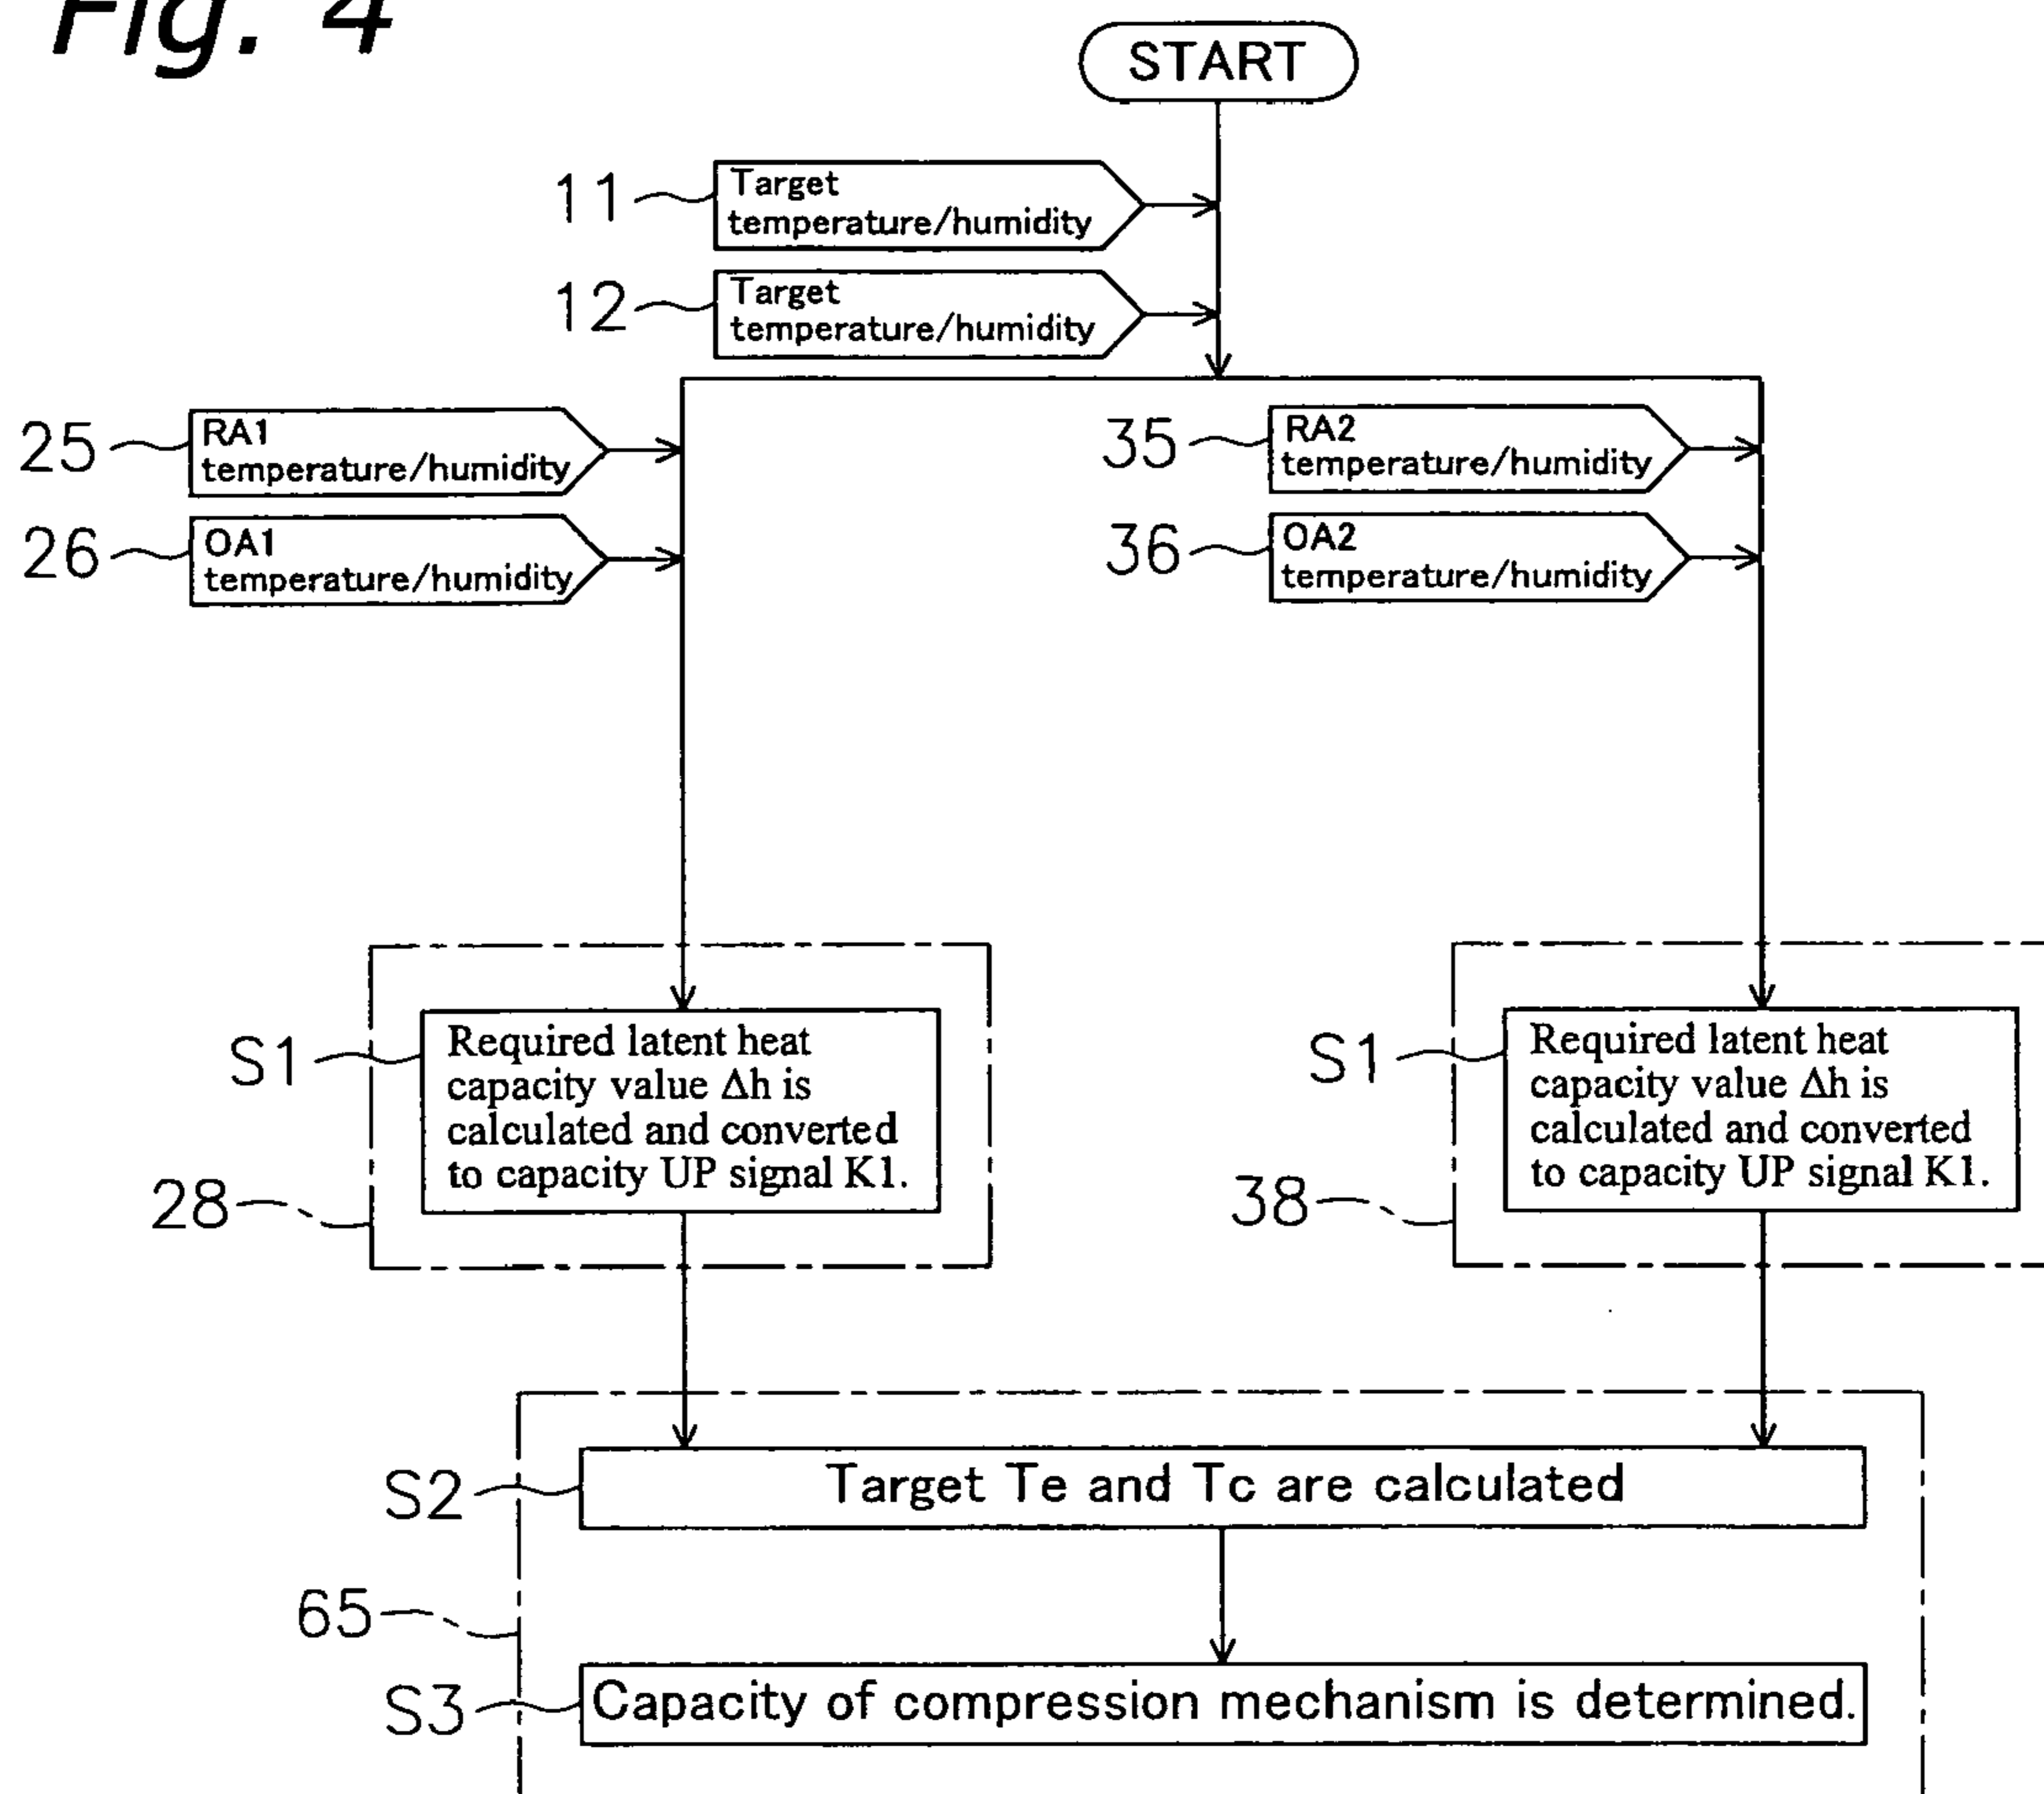 Fig. 4
START
11
Target
temperature/humidity
12
Target
temperature/humidity
25
RA1
temperature/humidity
35
RA2
temperature/humidity
26
OA1
temperature/humidity
36
OA2
temperature/humidity
S1
Required latent heat
capacity value Δh is
calculated and converted
to capacity UP signal K1.
28
S1
Required latent heat
capacity value Δh is
calculated and converted
to capacity UP signal K1.
38
S2
Target Te and Tc are calculated
65
S3
Capacity of compression mechanism is determined.